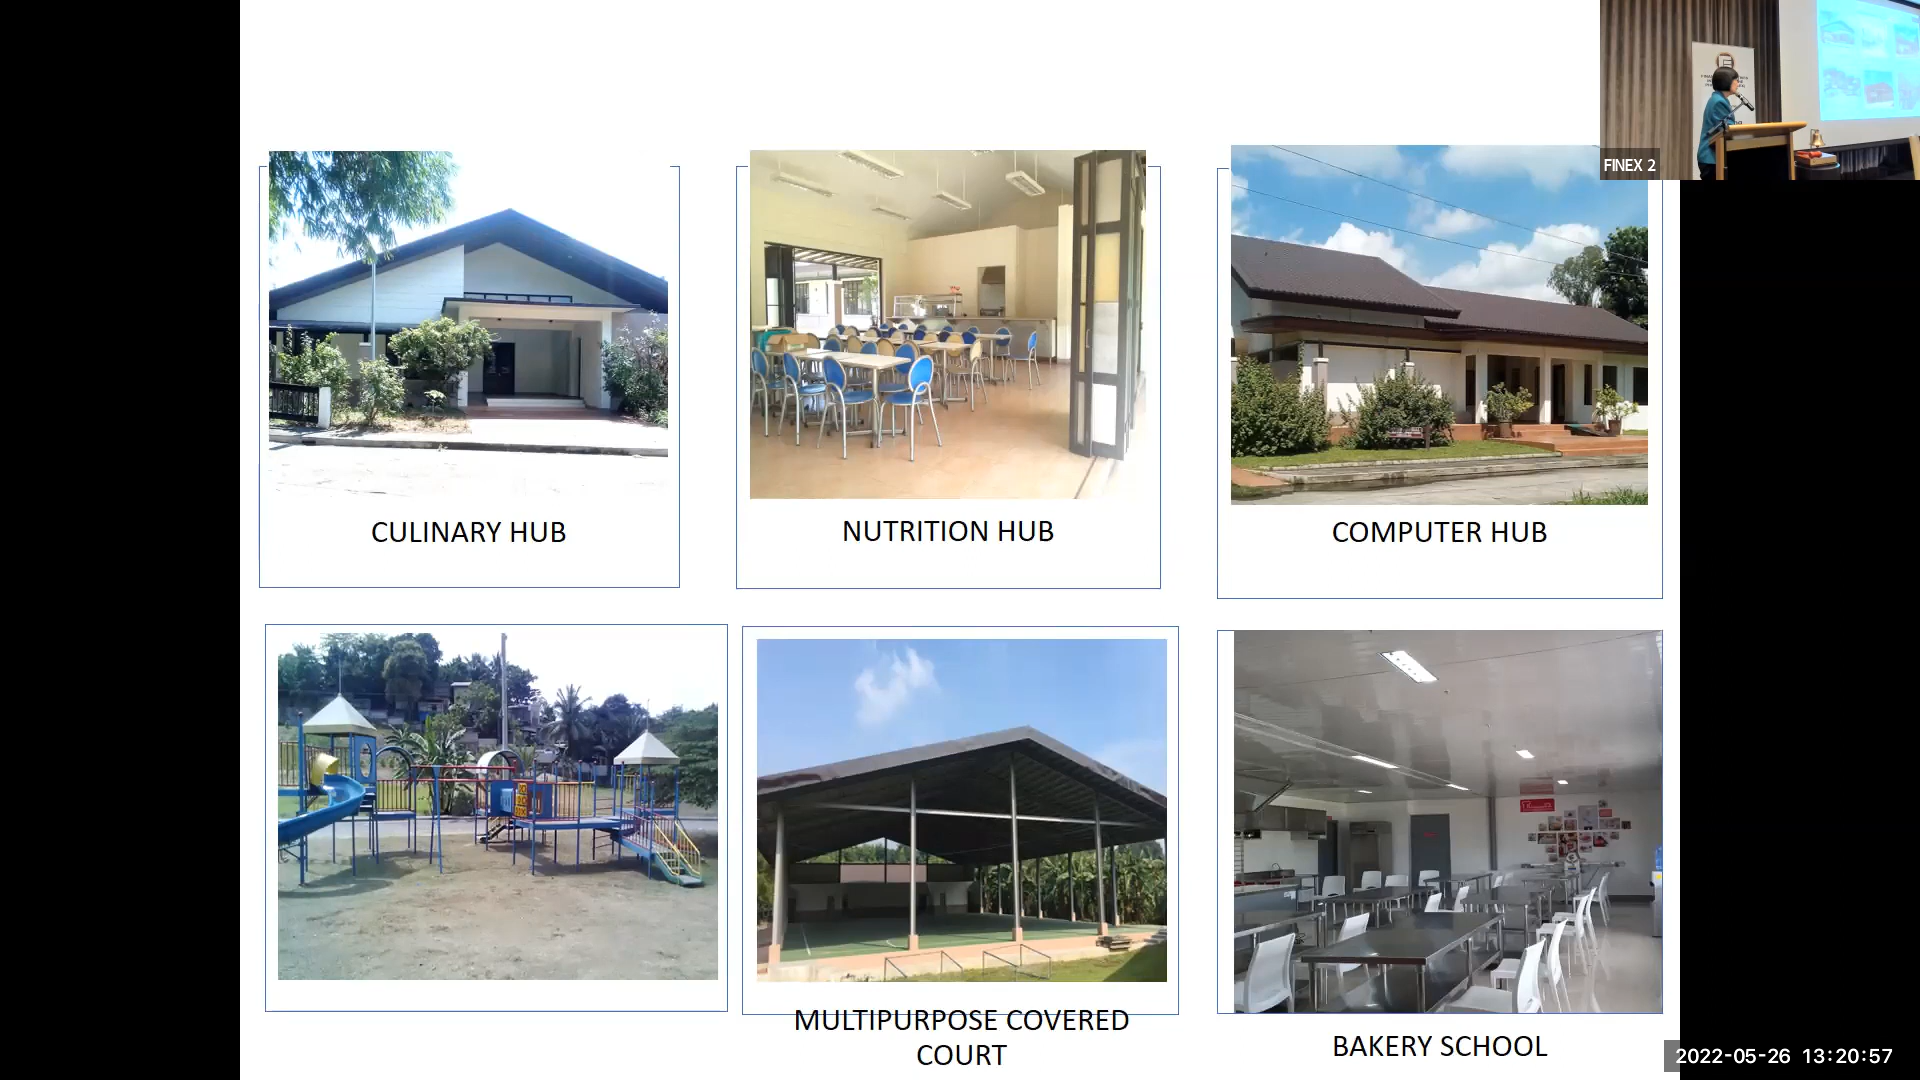 FINEX 2
CULINARY HUB
NUTRITION HUB
COMPUTER HUB
MULTIPURPOSE COVERED
COURT
BAKERY SCHOOL
2022-05-26 13:20:57